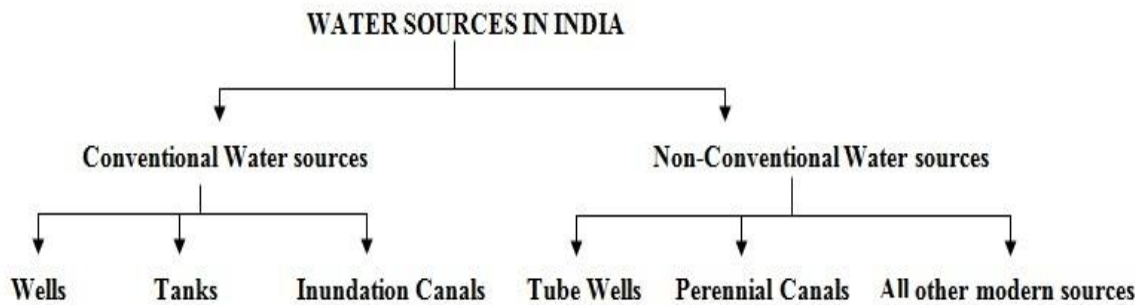 WATER SOURCES IN INDIA
Conventional Water sources
Non-Conventional Water sources
Wells
Tanks
Inundation Canals
Tube Wells
Perennial Canals
All other modern sources